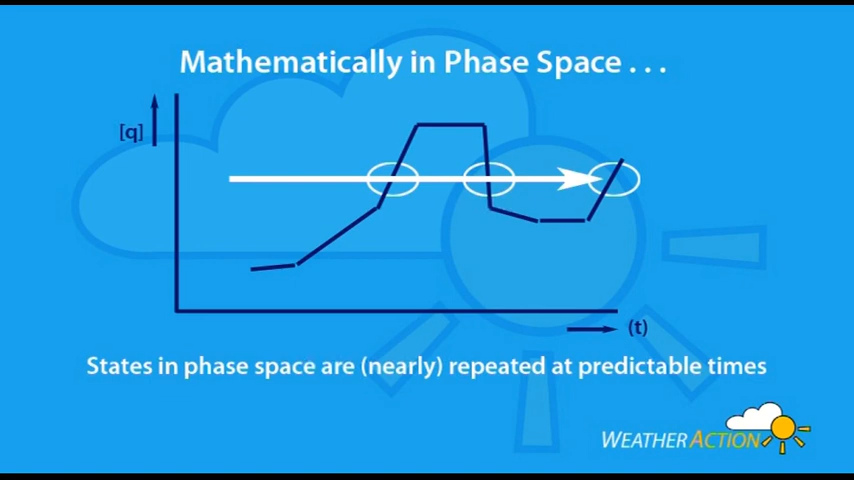 Mathematically in Phase Space . . .
[q]
(t)
States in phase space are (nearly) repeated at predictable times
WEATHERACTION